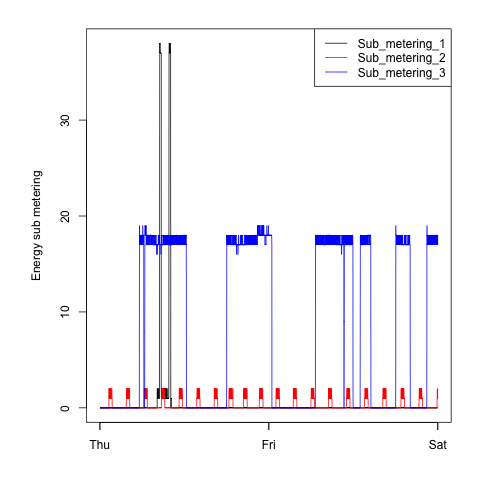 Sub_metering_1
Sub_metering_2
Sub_metering_3
Energy sub metering
30
20
10
0
Thu Fri Sat